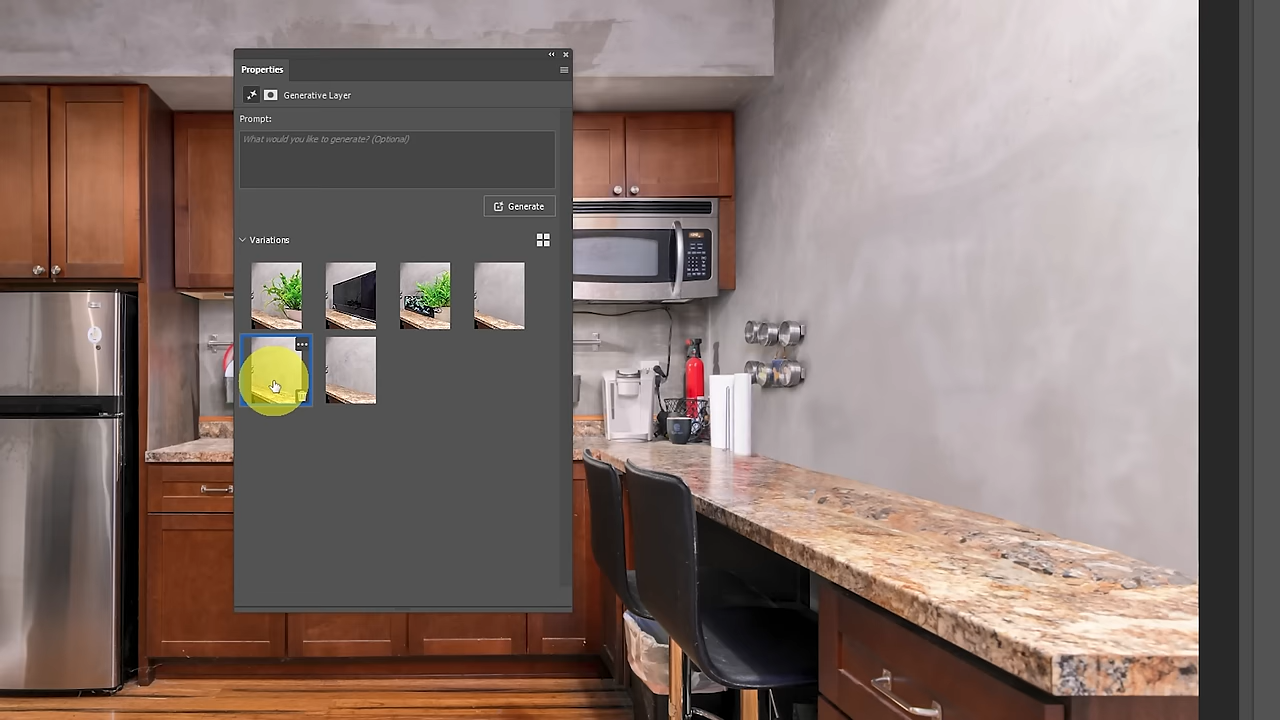 Properties
Generative Layer
Prompt:
What would you like to generate? (Optional)
Generate
Variations